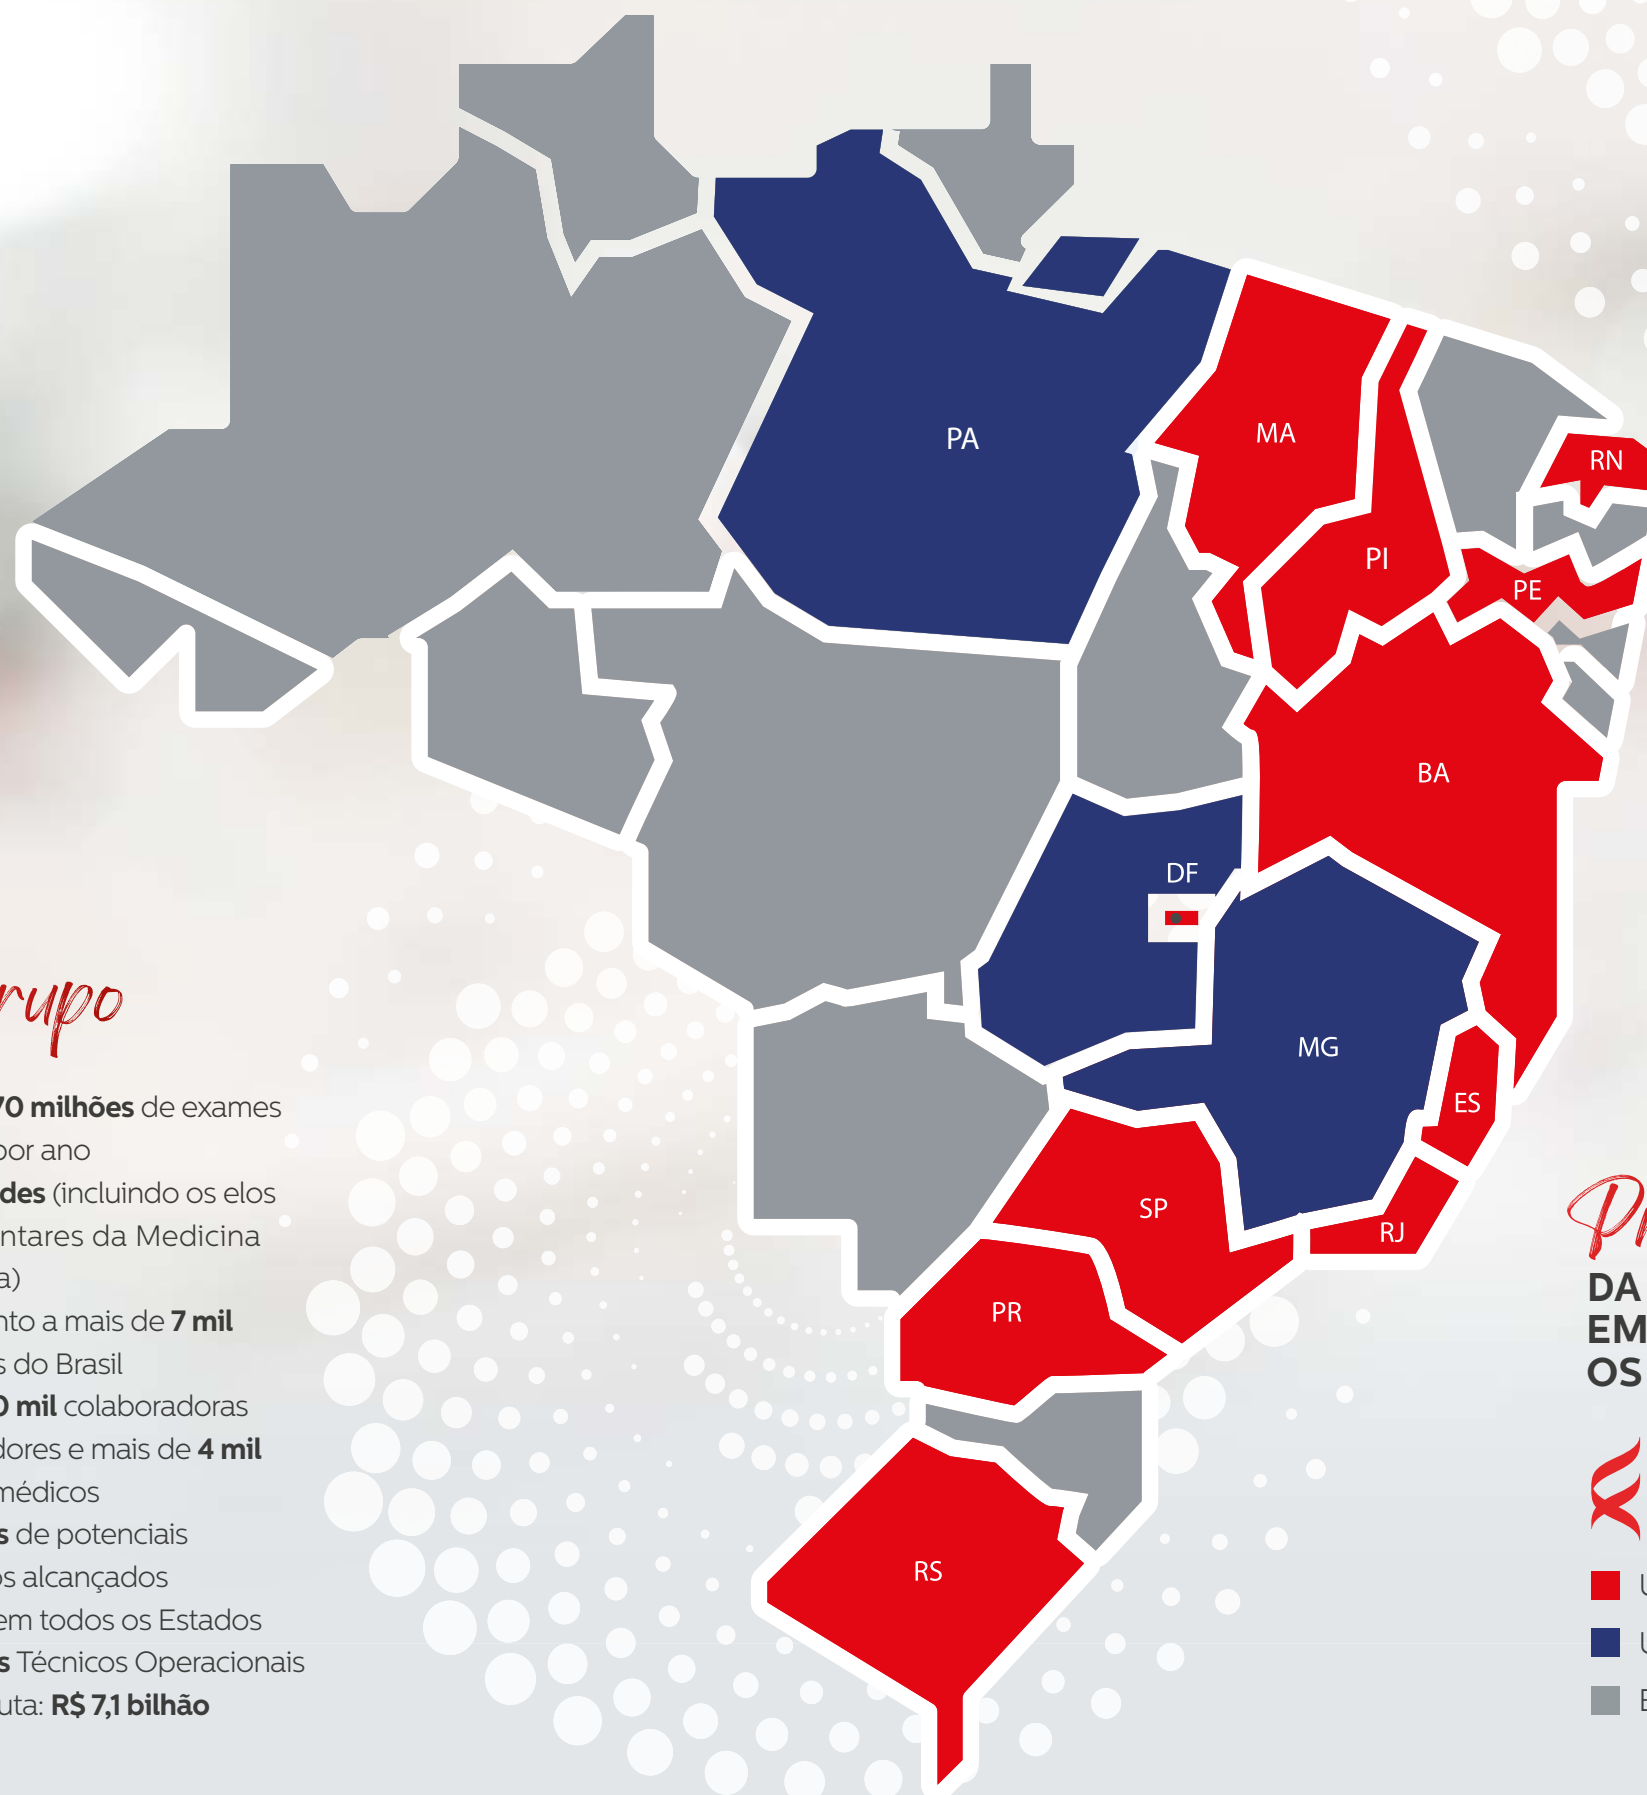 PA
MA
RN
PI
PE
BA
DF
MG
ES
SP
RJ
PR
RS
rupo
70 milhões de exames
por ano
des (incluindo os elos
ntares da Medicina
a)
nto a mais de 7 mil
s do Brasil
0 mil colaboradoras
dores e mais de 4 mil
médicos
s de potenciais
os alcançados
em todos os Estados
s Técnicos Operacionais
uta: R$ 7,1 bilhão
DA
EM
OS